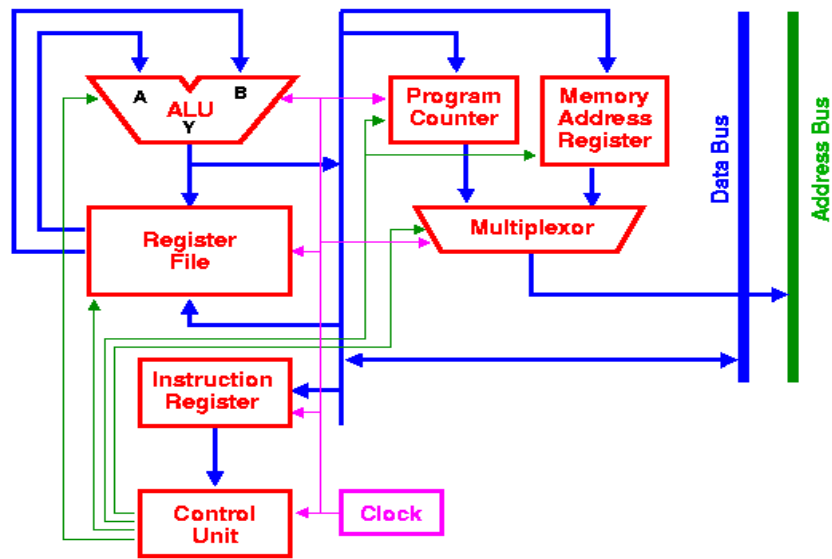 A
B
ALU
Y
Program
Counter
Memory
Address
Register
Data Bus
Address Bus
Register
File
Multiplexor
Instruction
Register
Control
Unit
Clock